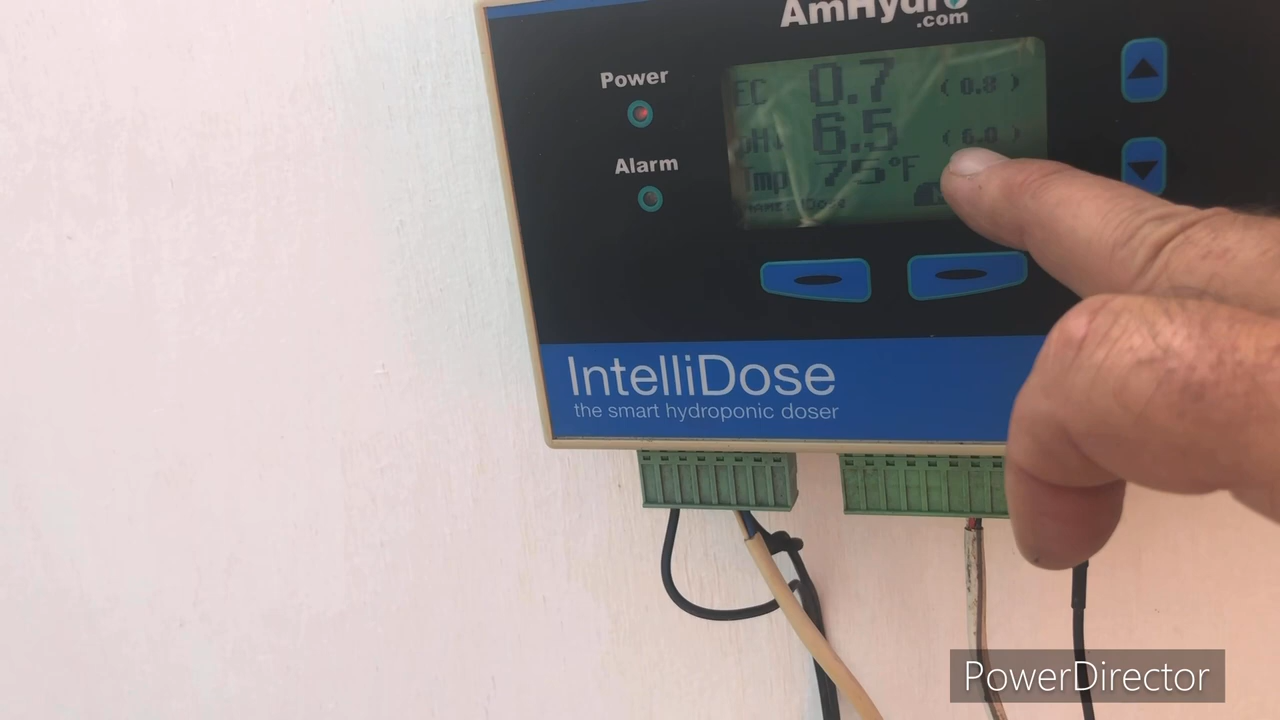 AmHydro
.com
Power
Alarm
EC 0.7 (0.8)
pH 6.5 (6.0)
Tmp 75°F
NAME:
IntelliDose
the smart hydroponic doser
PowerDirector